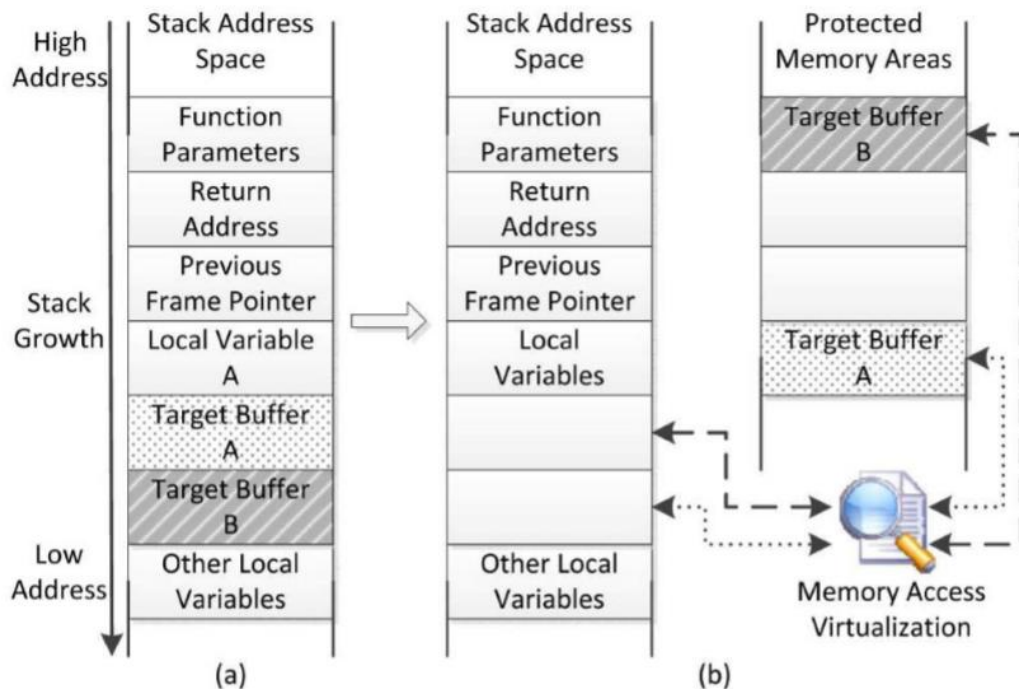 High
Address
Stack
Growth
Low
Address
Stack Address
Space
Function
Parameters
Return
Address
Previous
Frame Pointer
Local Variable
A
Target Buffer
A
Target Buffer
B
Other Local
Variables
(a)
Stack Address
Space
Function
Parameters
Return
Address
Previous
Frame Pointer
Local
Variables
Other Local
Variables
Protected
Memory Areas
Target Buffer
B
Target Buffer
A
Memory Access
Virtualization
(b)